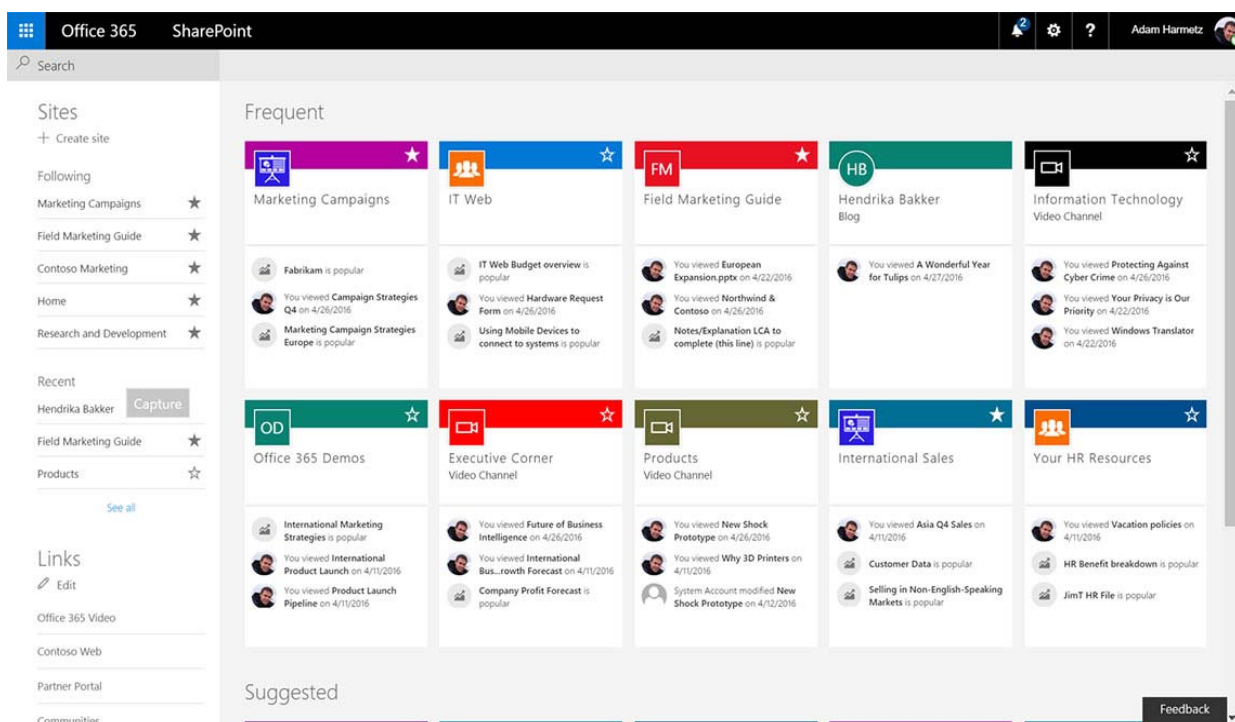 Office 365
SharePoint
2
?
Adam Harmetz
Search
Sites
+ Create site
Following
Marketing Campaigns
Field Marketing Guide
Contoso Marketing
Home
Research and Development
Recent
Hendrika Bakker
Capture
Field Marketing Guide
Products
See all
Links
Edit
Office 365 Video
Contoso Web
Partner Portal
Communities
Frequent
Marketing Campaigns
Fabrikam is popular
You viewed Campaign Strategies
Q4 on 4/26/2016
Marketing Campaign Strategies
Europe is popular
IT Web
IT Web Budget overview is
popular
You viewed Hardware Request
Form on 4/26/2016
Using Mobile Devices to
connect to systems is popular
FM
Field Marketing Guide
You viewed European
Expansion.pptx on 4/22/2016
You viewed Northwind &
Contoso on 4/26/2016
Notes/Explanation LCA to
complete (this line) is popular
HB
Hendrika Bakker
Blog
You viewed A Wonderful Year
for Tulips on 4/27/2016
Information Technology
Video Channel
You viewed Protecting Against
Cyber Crime on 4/26/2016
You viewed Your Privacy is Our
Priority on 4/22/2016
You viewed Windows Translator
on 4/22/2016
OD
Office 365 Demos
International Marketing
Strategies is popular
You viewed International
Product Launch on 4/11/2016
You viewed Product Launch
Pipeline on 4/11/2016
Executive Corner
Video Channel
You viewed Future of Business
Intelligence on 4/26/2016
You viewed International
Bus...rowth Forecast on 4/11/2016
Company Profit Forecast is
popular
Products
Video Channel
You viewed New Shock
Prototype on 4/26/2016
You viewed Why 3D Printers on
4/11/2016
System Account modified New
Shock Prototype on 4/12/2016
International Sales
You viewed Asia Q4 Sales on
4/11/2016
Customer Data is popular
Selling in Non-English-Speaking
Markets is popular
Your HR Resources
You viewed Vacation policies on
4/11/2016
HR Benefit breakdown is popular
JimT HR File is popular
Suggested
Feedback